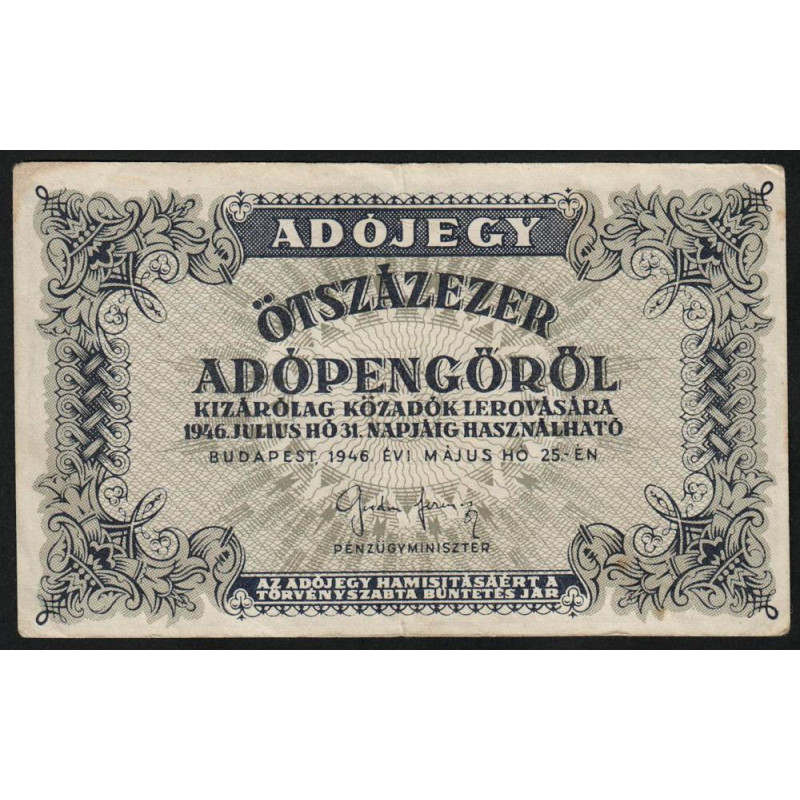 ADÓJEGY
ÖTSZÁZEZER
ADÓPENGŐRŐL
KIZÁRÓLAG KÖZADÓK LEROVÁSÁRA
1946. JULIUS HÓ 31. NAPJÁIG HASZNÁLHATÓ
BUDAPEST, 1946. ÉVI MÁJUS HÓ 25.-ÉN
PÉNZÜGYMINISZTER
AZ ADÓJEGY HAMISITÁSÁÉRT A
TÖRVÉNYSZABTA BÜNTETÉS JÁR